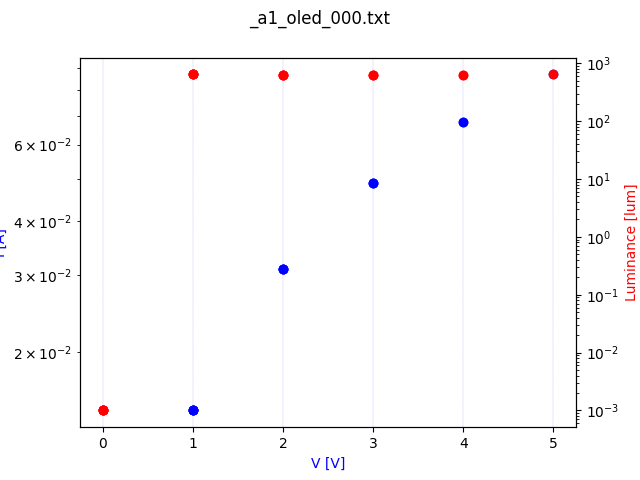 _a1_oled_000.txt
6 × 10⁻²
4 × 10⁻²
3 × 10⁻²
2 × 10⁻²
10³
10²
10¹
10⁰
10⁻¹
10⁻²
10⁻³
Luminance [lum]
0 1 2 3 4 5
V [V]